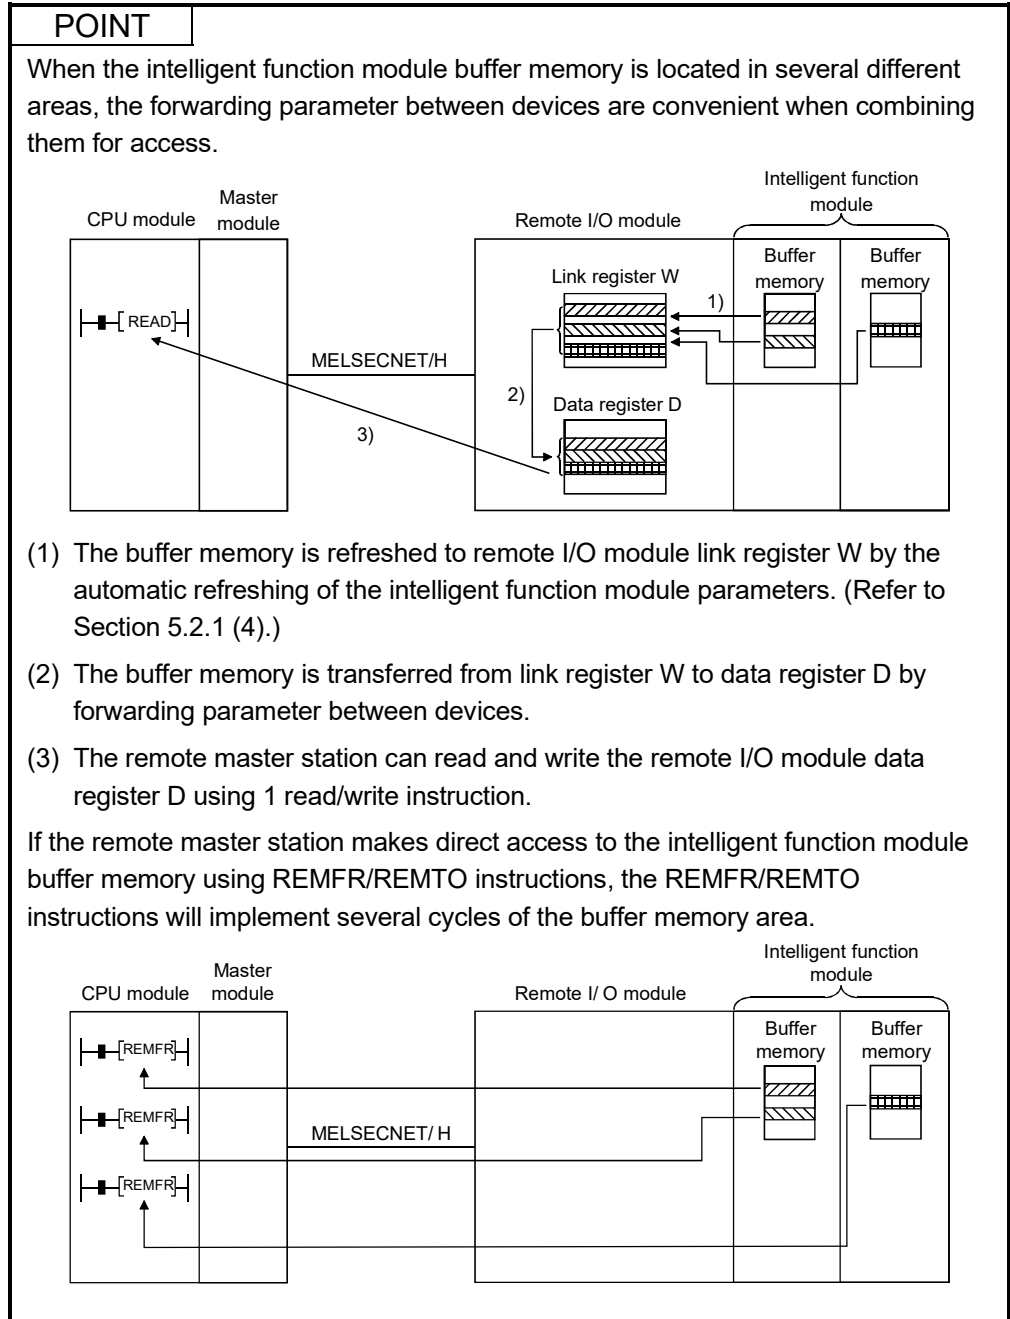 POINT
When the intelligent function module buffer memory is located in several different
areas, the forwarding parameter between devices are convenient when combining
them for access.
Intelligent function
module
Master
module
CPU module
Remote I/O module
Buffer
memory
Buffer
memory
Link register W
1)
READ
MELSECNET/H
2)
Data register D
3)
(1) The buffer memory is refreshed to remote I/O module link register W by the
automatic refreshing of the intelligent function module parameters. (Refer to
Section 5.2.1 (4).)
(2) The buffer memory is transferred from link register W to data register D by
forwarding parameter between devices.
(3) The remote master station can read and write the remote I/O module data
register D using 1 read/write instruction.
If the remote master station makes direct access to the intelligent function module
buffer memory using REMFR/REMTO instructions, the REMFR/REMTO
instructions will implement several cycles of the buffer memory area.
Intelligent function
module
Master
module
CPU module
Remote I/ O module
Buffer
memory
Buffer
memory
REMFR
REMFR
MELSECNET/ H
REMFR